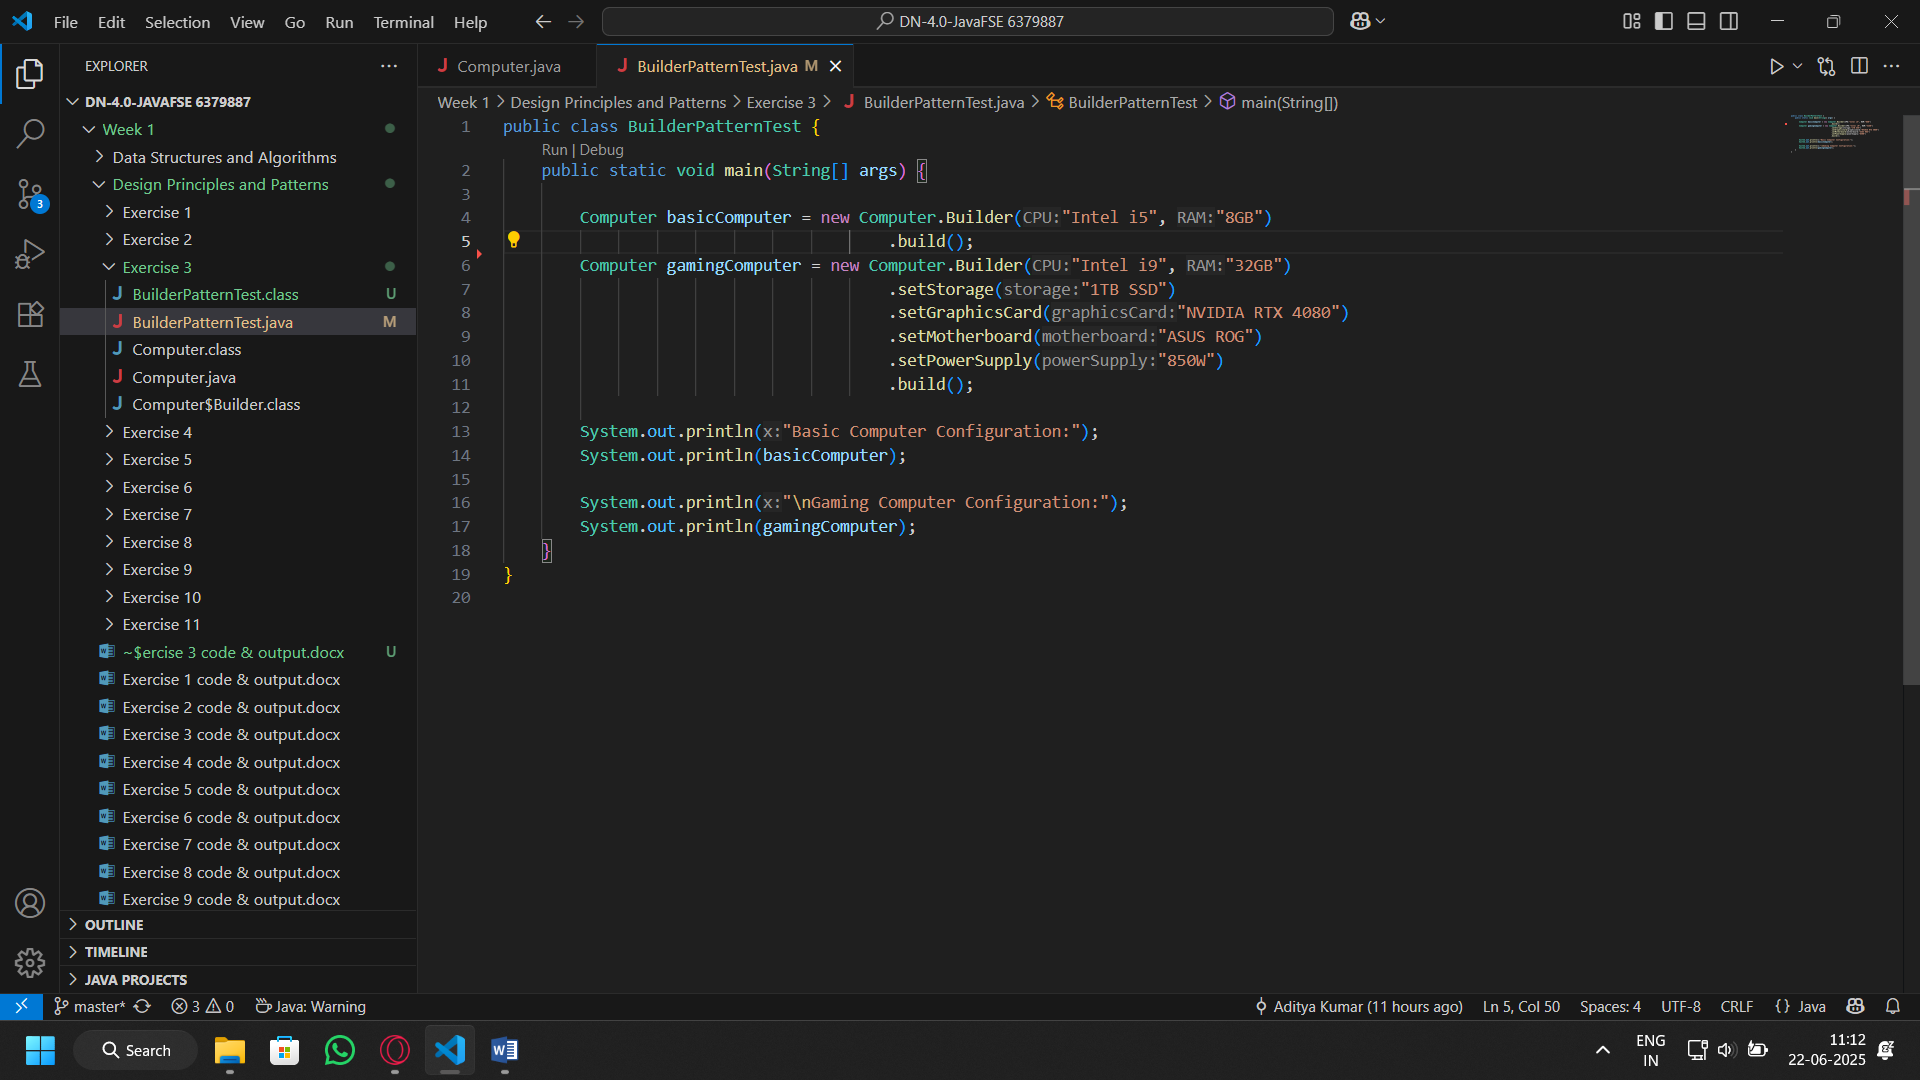 File Edit Selection View Go Run Terminal Help
DN-4.0-JavaFSE 6379887
EXPLORER
DN-4.0-JAVAFSE 6379887
Week 1
Data Structures and Algorithms
Design Principles and Patterns
Exercise 1
Exercise 2
Exercise 3
BuilderPatternTest.class U
BuilderPatternTest.java M
Computer.class
Computer.java
Computer$Builder.class
Exercise 4
Exercise 5
Exercise 6
Exercise 7
Exercise 8
Exercise 9
Exercise 10
Exercise 11
~$ercise 3 code & output.docx U
Exercise 1 code & output.docx
Exercise 2 code & output.docx
Exercise 3 code & output.docx
Exercise 4 code & output.docx
Exercise 5 code & output.docx
Exercise 6 code & output.docx
Exercise 7 code & output.docx
Exercise 8 code & output.docx
Exercise 9 code & output.docx
OUTLINE
TIMELINE
JAVA PROJECTS
Computer.java BuilderPatternTest.java M
Week 1 > Design Principles and Patterns > Exercise 3 > BuilderPatternTest.java > BuilderPatternTest > main(String[])
1 public class BuilderPatternTest {
Run | Debug
2 public static void main(String[] args) {
3
4 Computer basicComputer = new Computer.Builder(CPU:"Intel i5", RAM:"8GB")
5 .build();
6 Computer gamingComputer = new Computer.Builder(CPU:"Intel i9", RAM:"32GB")
7 .setStorage(storage:"1TB SSD")
8 .setGraphicsCard(graphicsCard:"NVIDIA RTX 4080")
9 .setMotherboard(motherboard:"ASUS ROG")
10 .setPowerSupply(powerSupply:"850W")
11 .build();
12
13 System.out.println(x:"Basic Computer Configuration:");
14 System.out.println(basicComputer);
15
16 System.out.println(x:"\nGaming Computer Configuration:");
17 System.out.println(gamingComputer);
18 }
19 }
20
3
master* 3 0 Java: Warning Aditya Kumar (11 hours ago) Ln 5, Col 50 Spaces: 4 UTF-8 CRLF {} Java
Search
ENG
IN
11:12
22-06-2025